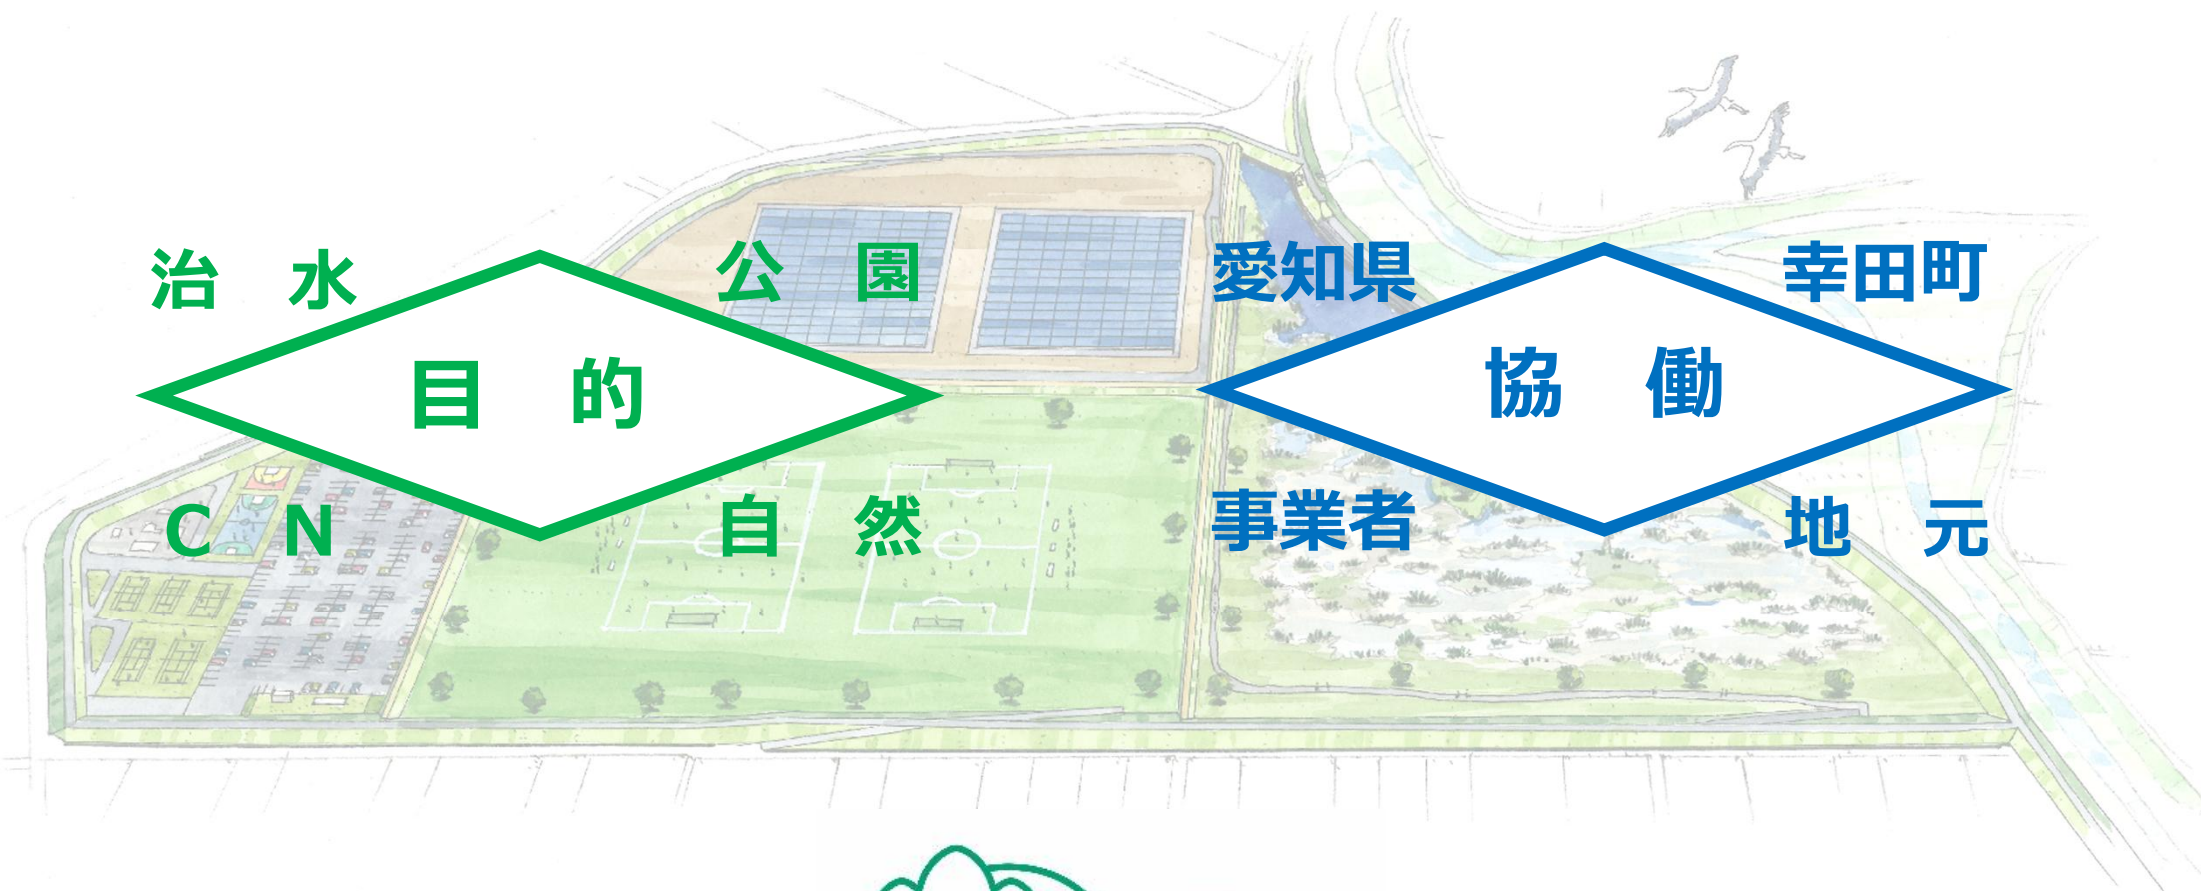 治　水
公　園
目　的
C　N
自　然
愛知県
幸田町
協　働
事業者
地　元